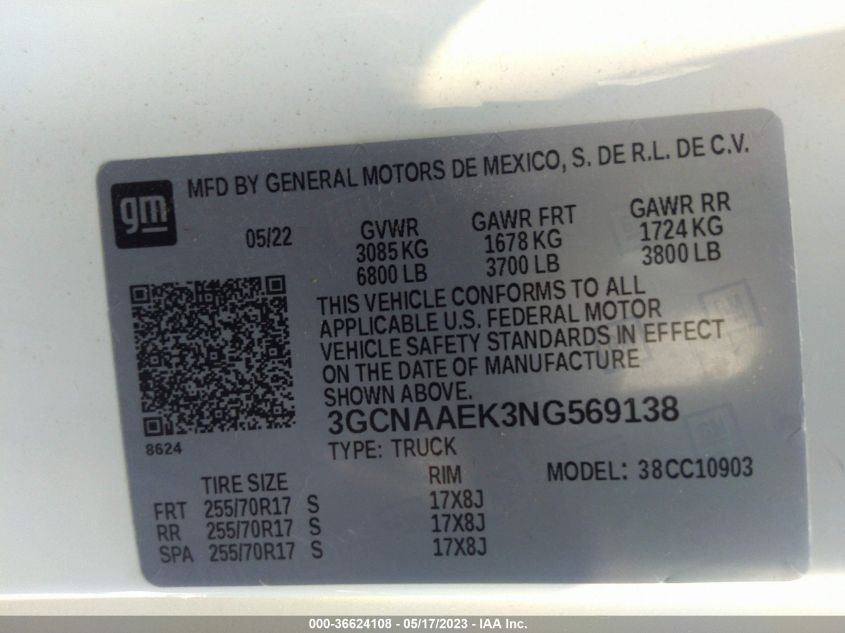 MFD BY GENERAL MOTORS DE MEXICO, S. DE R.L. DE C.V.
gm
05/22
GVWR GAWR FRT GAWR RR
3085 KG 1678 KG 1724 KG
6800 LB 3700 LB 3800 LB
THIS VEHICLE CONFORMS TO ALL
APPLICABLE U.S. FEDERAL MOTOR
VEHICLE SAFETY STANDARDS IN EFFECT
ON THE DATE OF MANUFACTURE
SHOWN ABOVE.
3GCNAAEK3NG569138
8624
TYPE: TRUCK
MODEL: 38CC10903
TIRE SIZE RIM
FRT 255/70R17 S 17X8J
RR 255/70R17 S 17X8J
SPA 255/70R17 S 17X8J
000-36624108 - 05/17/2023 - IAA Inc.